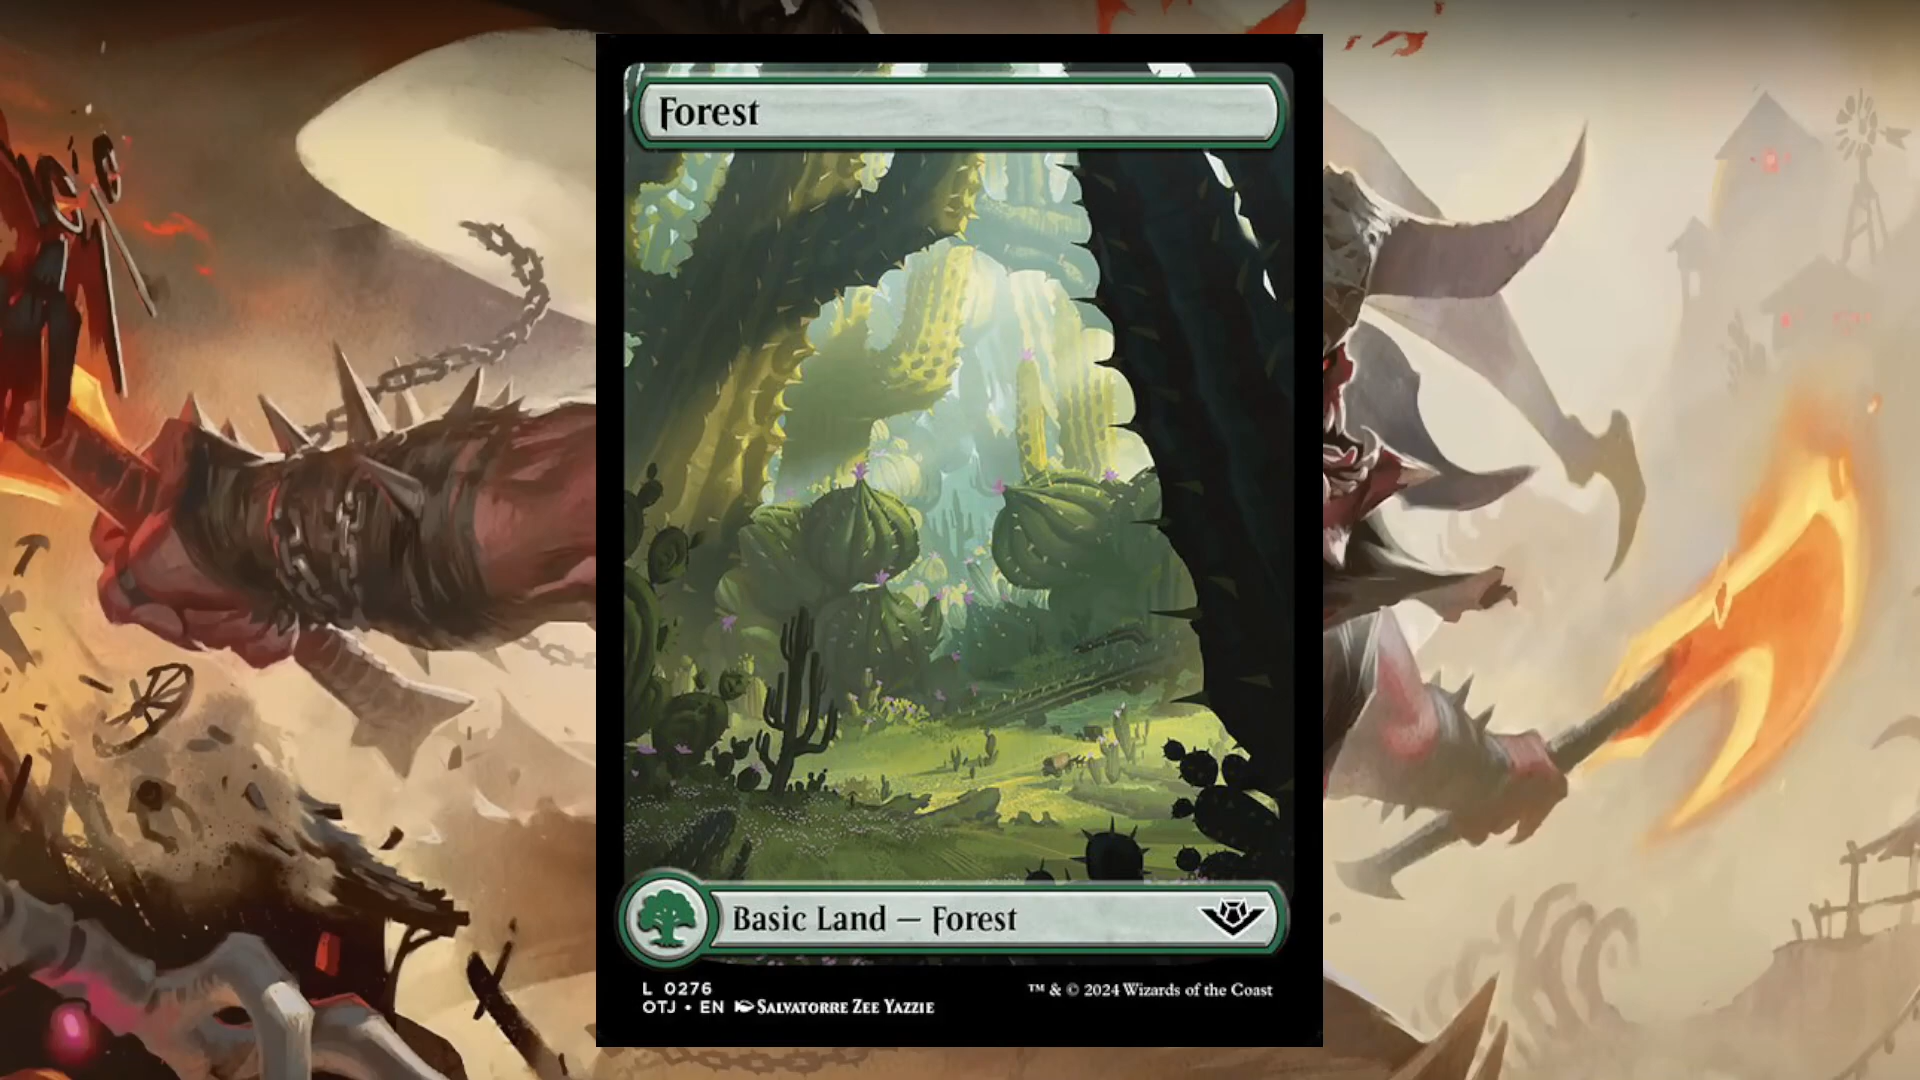 Forest
Basic Land — Forest
L 0276
OTJ • EN Salvatorre Zee Yazzie
™ & © 2024 Wizards of the Coast